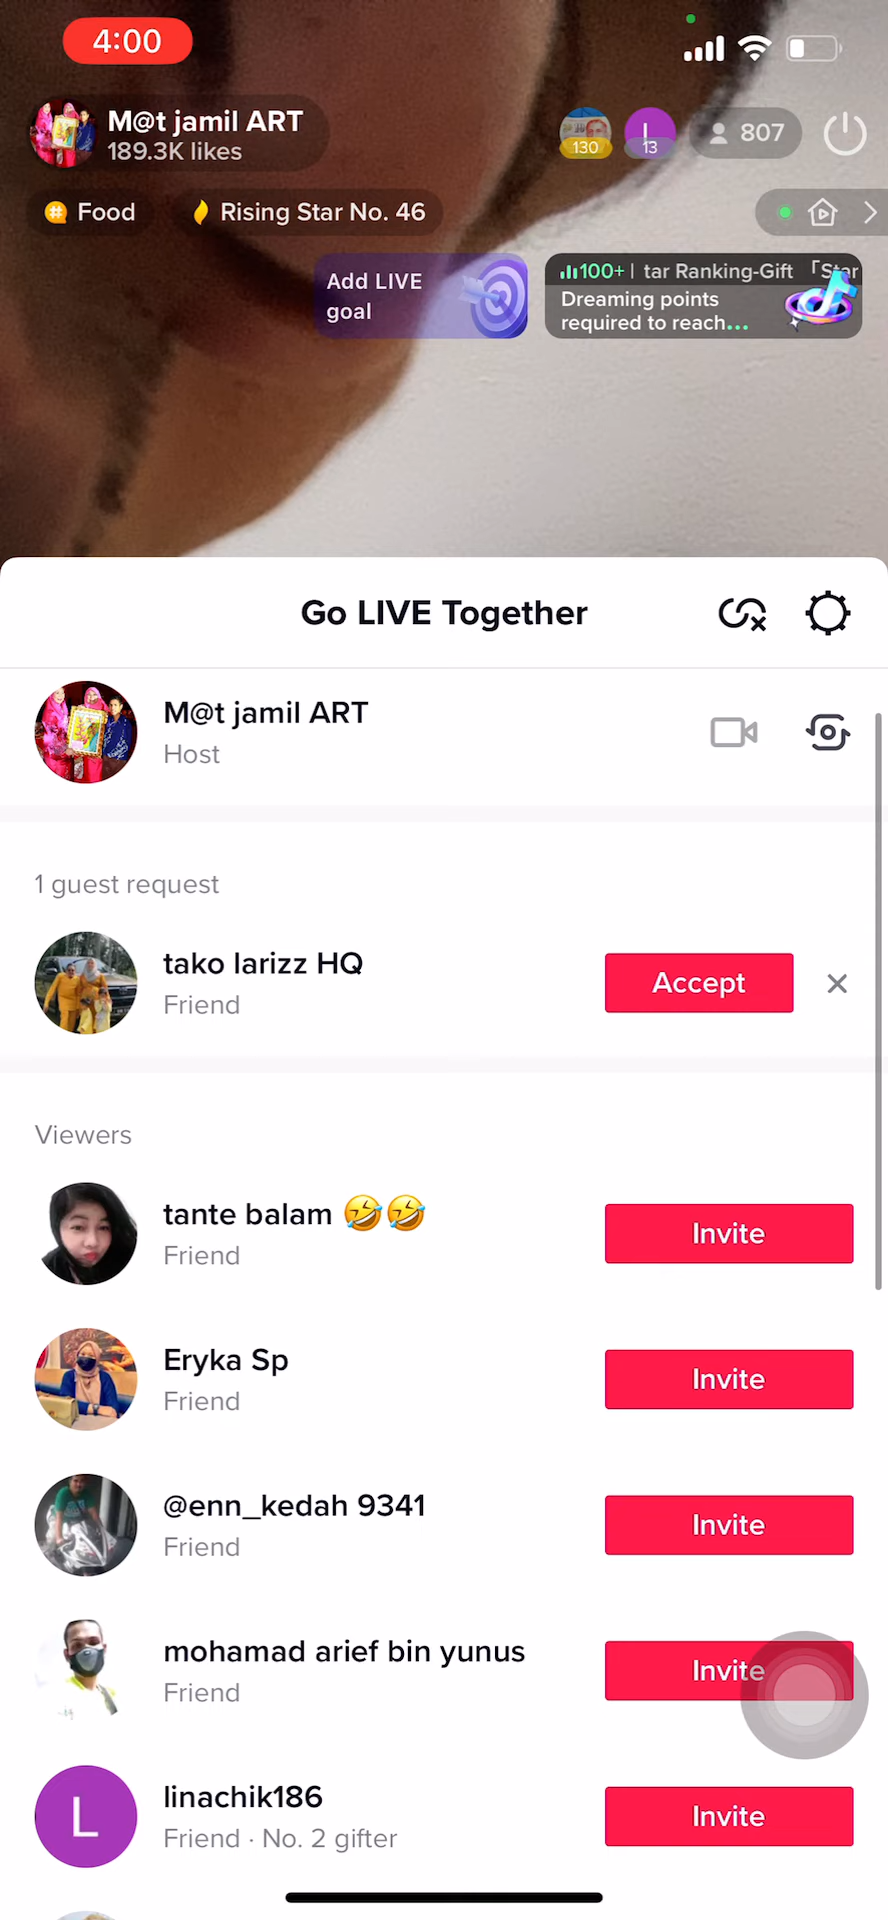 4:00
M@t jamil ART
189.3K likes
130
L
13
807
Food
Rising Star No. 46
Add LIVE
goal
100+ | tar Ranking-Gift 「Star
Dreaming points
required to reach...
Go LIVE Together
M@t jamil ART
Host
1 guest request
tako larizz HQ
Friend
Accept
Viewers
tante balam 🤣🤣
Friend
Invite
Eryka Sp
Friend
Invite
@enn_kedah 9341
Friend
Invite
mohamad arief bin yunus
Friend
Invite
L
linachik186
Friend · No. 2 gifter
Invite